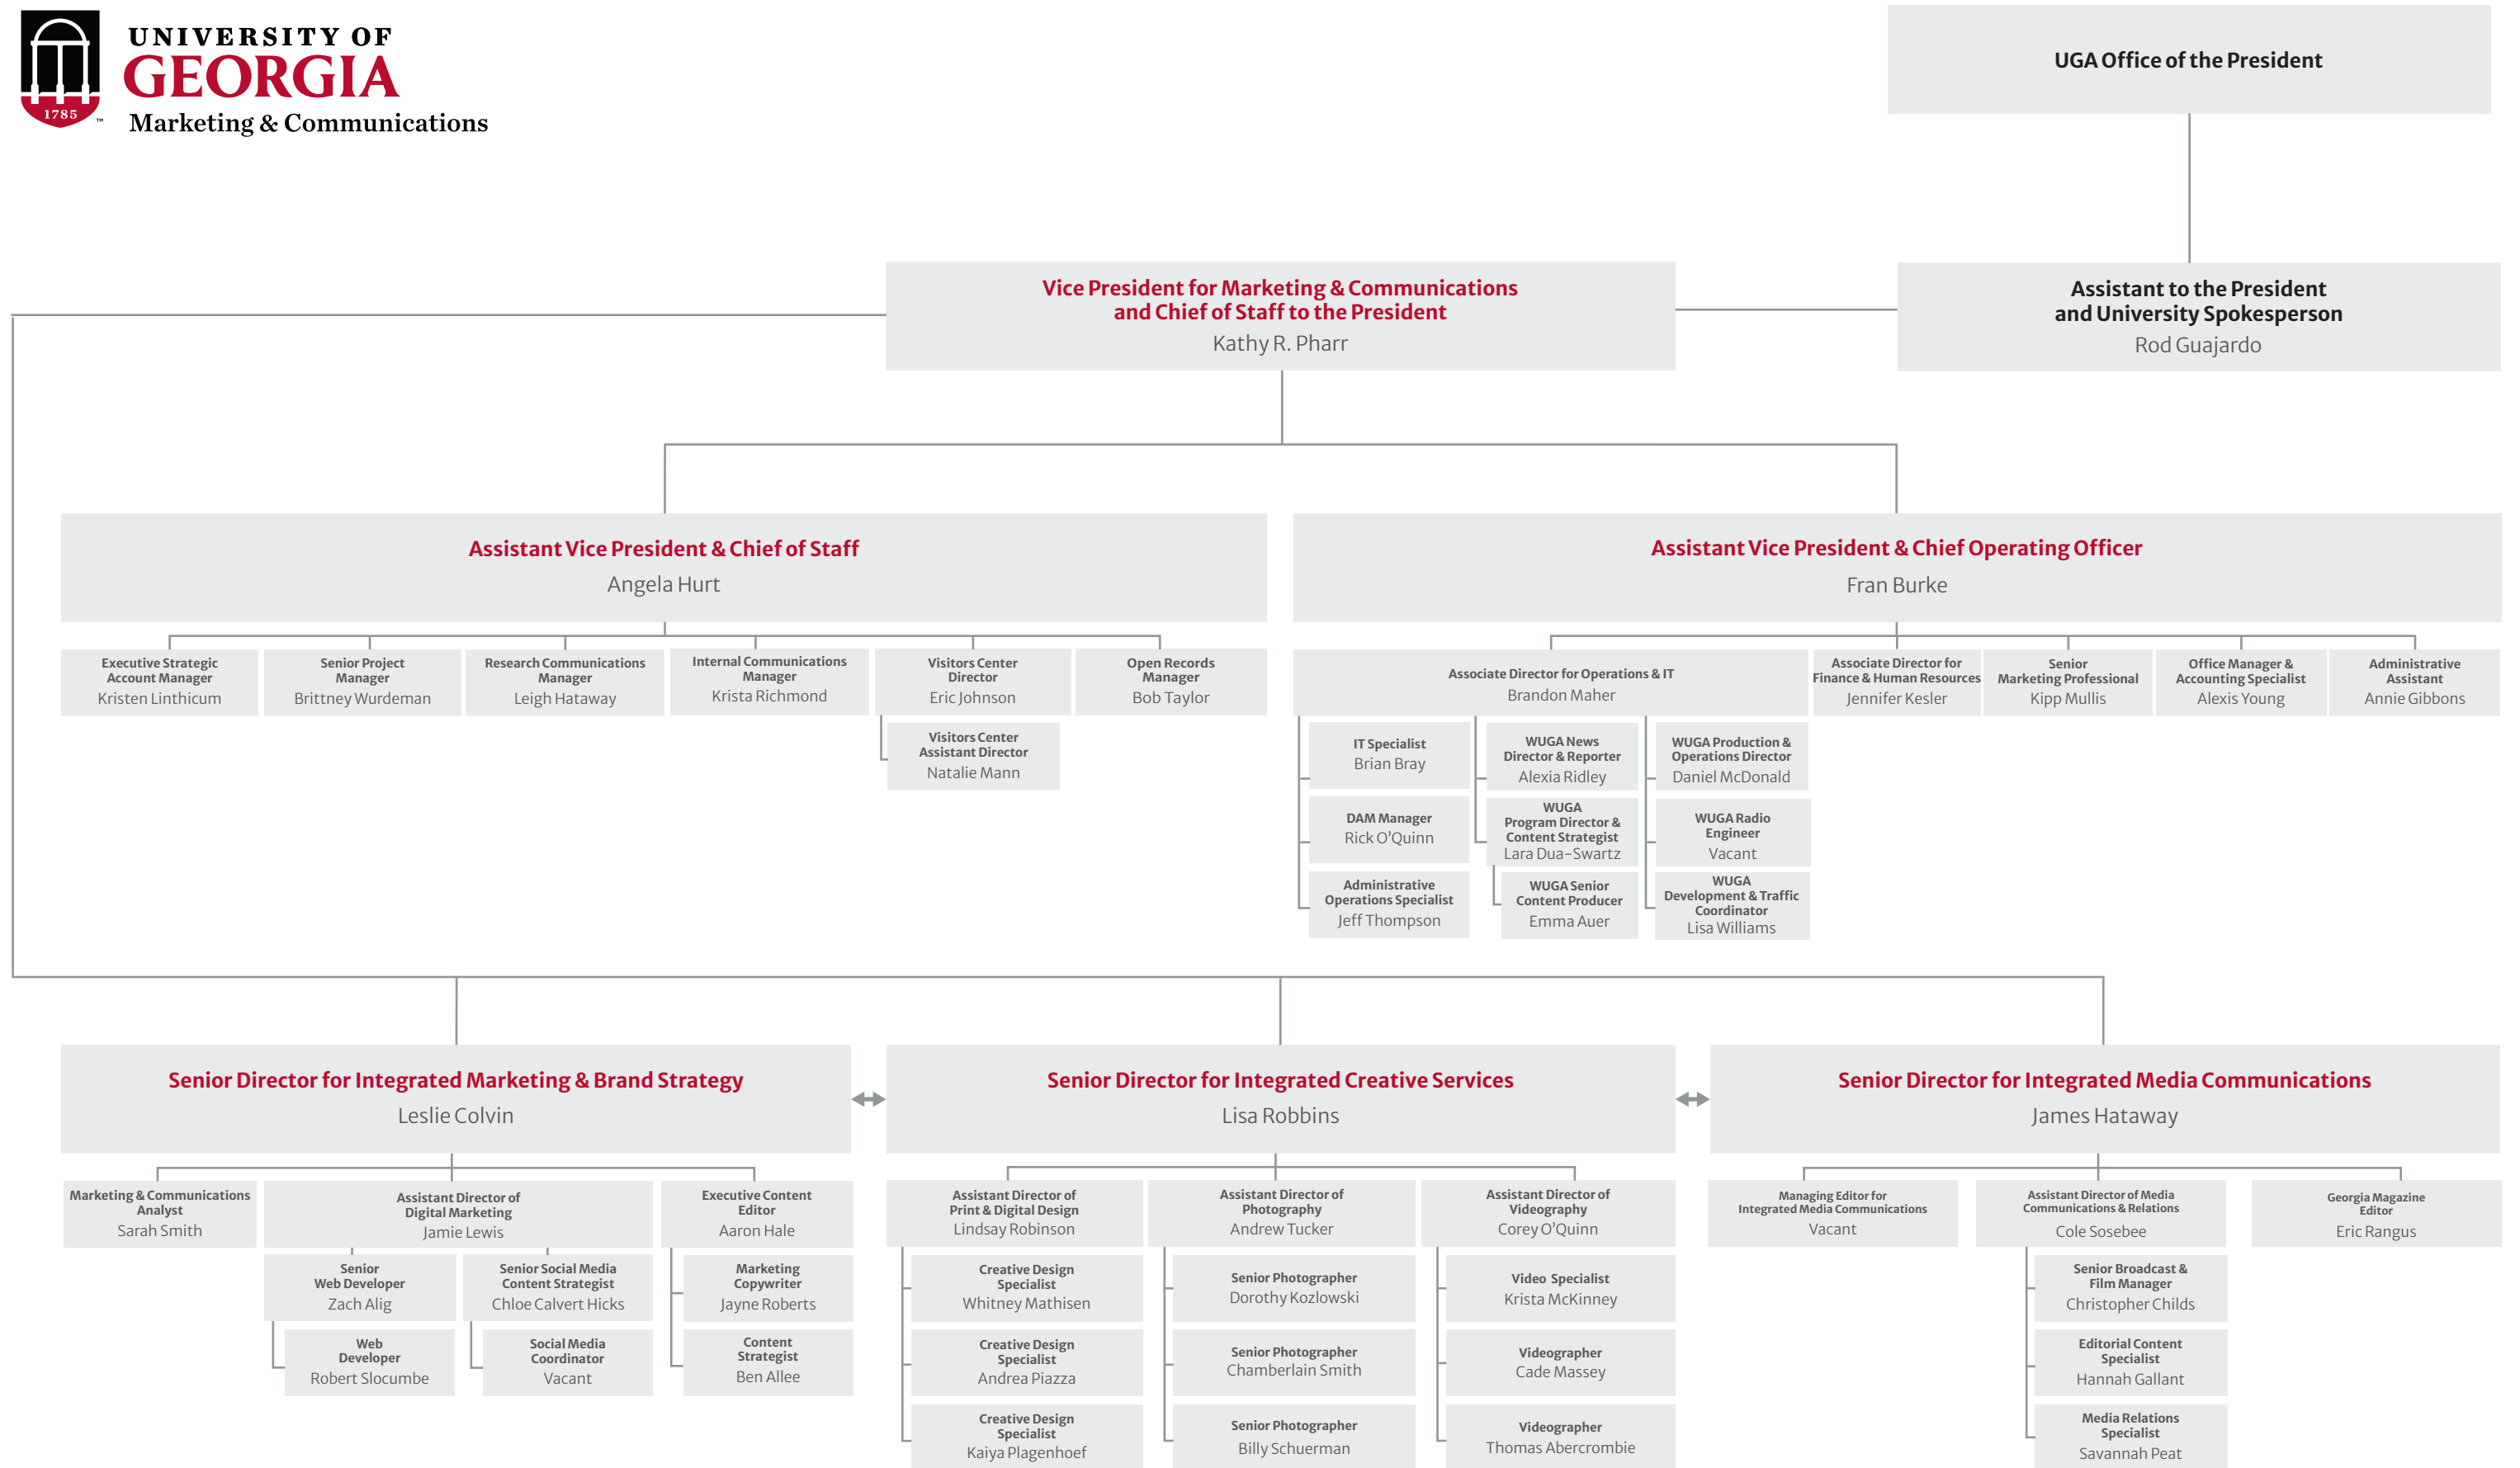 UNIVERSITY OF
GEORGIA
Marketing & Communications
1785
™
UGA Office of the President
Vice President for Marketing & Communications
and Chief of Staff to the President
Kathy R. Pharr
Assistant to the President
and University Spokesperson
Rod Guajardo
Assistant Vice President & Chief of Staff
Angela Hurt
Assistant Vice President & Chief Operating Officer
Fran Burke
Executive Strategic
Account Manager
Kristen Linthicum
Senior Project
Manager
Brittney Wurdeman
Research Communications
Manager
Leigh Hataway
Internal Communications
Manager
Krista Richmond
Visitors Center
Director
Eric Johnson
Open Records
Manager
Bob Taylor
Visitors Center
Assistant Director
Natalie Mann
Associate Director for Operations & IT
Brandon Maher
Associate Director for
Finance & Human Resources
Jennifer Kesler
Senior
Marketing Professional
Kipp Mullis
Office Manager &
Accounting Specialist
Alexis Young
Administrative
Assistant
Annie Gibbons
IT Specialist
Brian Bray
DAM Manager
Rick O’Quinn
Administrative
Operations Specialist
Jeff Thompson
WUGA News
Director & Reporter
Alexia Ridley
WUGA
Program Director &
Content Strategist
Lara Dua-Swartz
WUGA Senior
Content Producer
Emma Auer
WUGA Production &
Operations Director
Daniel McDonald
WUGA Radio
Engineer
Vacant
WUGA
Development & Traffic
Coordinator
Lisa Williams
Senior Director for Integrated Marketing & Brand Strategy
Leslie Colvin
Senior Director for Integrated Creative Services
Lisa Robbins
Senior Director for Integrated Media Communications
James Hataway
Marketing & Communications
Analyst
Sarah Smith
Assistant Director of
Digital Marketing
Jamie Lewis
Executive Content
Editor
Aaron Hale
Senior
Web Developer
Zach Alig
Web
Developer
Robert Slocumbe
Senior Social Media
Content Strategist
Chloe Calvert Hicks
Social Media
Coordinator
Vacant
Marketing
Copywriter
Jayne Roberts
Content
Strategist
Ben Allee
Assistant Director of
Print & Digital Design
Lindsay Robinson
Creative Design
Specialist
Whitney Mathisen
Creative Design
Specialist
Andrea Piazza
Creative Design
Specialist
Kaiya Plagenhoef
Assistant Director of
Photography
Andrew Tucker
Senior Photographer
Dorothy Kozlowski
Senior Photographer
Chamberlain Smith
Senior Photographer
Billy Schuerman
Assistant Director of
Videography
Corey O’Quinn
Video Specialist
Krista McKinney
Videographer
Cade Massey
Videographer
Thomas Abercrombie
Managing Editor for
Integrated Media Communications
Vacant
Assistant Director of Media
Communications & Relations
Cole Sosebee
Georgia Magazine
Editor
Eric Rangus
Senior Broadcast &
Film Manager
Christopher Childs
Editorial Content
Specialist
Hannah Gallant
Media Relations
Specialist
Savannah Peat